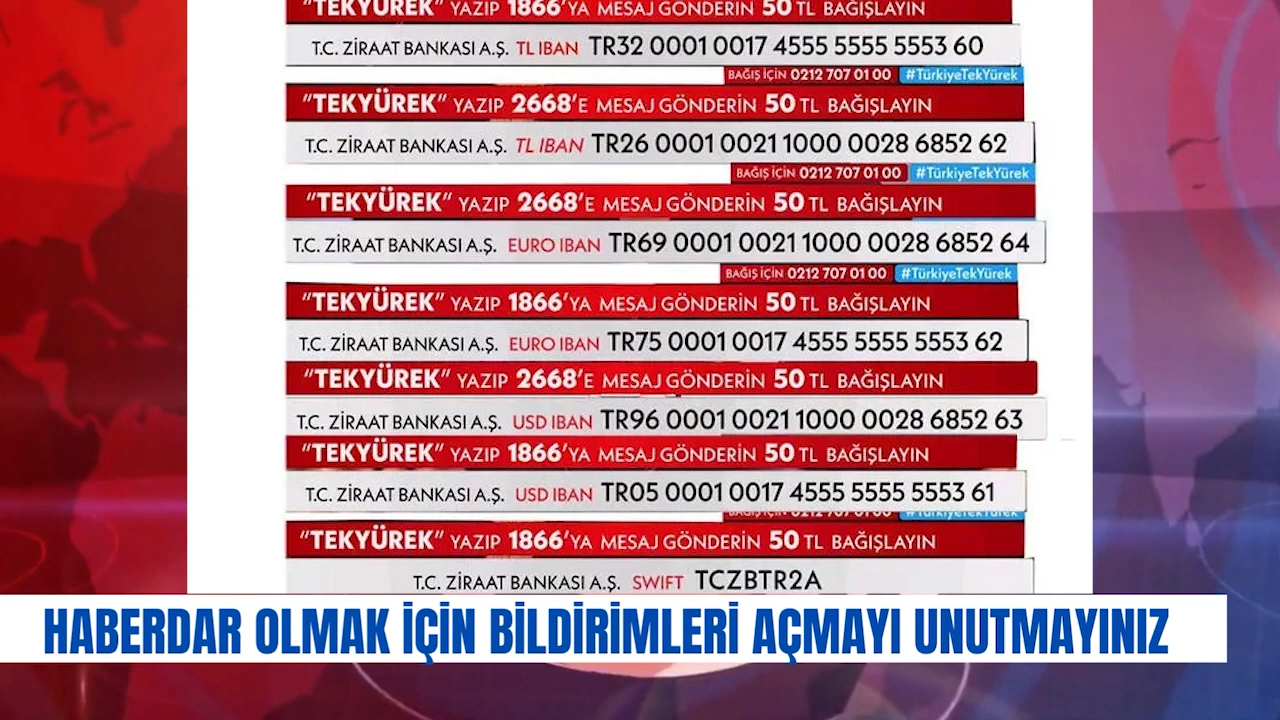 “TEKYÜREK” YAZIP 1866’YA MESAJ GÖNDERİN 50 TL BAĞIŞLAYIN
T.C. ZİRAAT BANKASI A.Ş. TL IBAN TR32 0001 0017 4555 5555 5553 60
BAĞIŞ İÇİN 0212 707 01 00 #TürkiyeTekYürek
“TEKYÜREK” YAZIP 2668’E MESAJ GÖNDERİN 50 TL BAĞIŞLAYIN
T.C. ZİRAAT BANKASI A.Ş. TL IBAN TR26 0001 0021 1000 0028 6852 62
BAĞIŞ İÇİN 0212 707 01 00 #TürkiyeTekYürek
“TEKYÜREK” YAZIP 2668’E MESAJ GÖNDERİN 50 TL BAĞIŞLAYIN
T.C. ZİRAAT BANKASI A.Ş. EURO IBAN TR69 0001 0021 1000 0028 6852 64
BAĞIŞ İÇİN 0212 707 01 00 #TürkiyeTekYürek
“TEKYÜREK” YAZIP 1866’YA MESAJ GÖNDERİN 50 TL BAĞIŞLAYIN
T.C. ZİRAAT BANKASI A.Ş. EURO IBAN TR75 0001 0017 4555 5555 5553 62
“TEKYÜREK” YAZIP 2668’E MESAJ GÖNDERİN 50 TL BAĞIŞLAYIN
T.C. ZİRAAT BANKASI A.Ş. USD IBAN TR96 0001 0021 1000 0028 6852 63
“TEKYÜREK” YAZIP 1866’YA MESAJ GÖNDERİN 50 TL BAĞIŞLAYIN
T.C. ZİRAAT BANKASI A.Ş. USD IBAN TR05 0001 0017 4555 5555 5553 61
BAĞIŞ İÇİN 0212 707 01 00 #TürkiyeTekYürek
“TEKYÜREK” YAZIP 1866’YA MESAJ GÖNDERİN 50 TL BAĞIŞLAYIN
T.C. ZİRAAT BANKASI A.Ş. SWIFT TCZBTR2A
HABERDAR OLMAK İÇİN BİLDİRİMLERİ AÇMAYI UNUTMAYINIZ